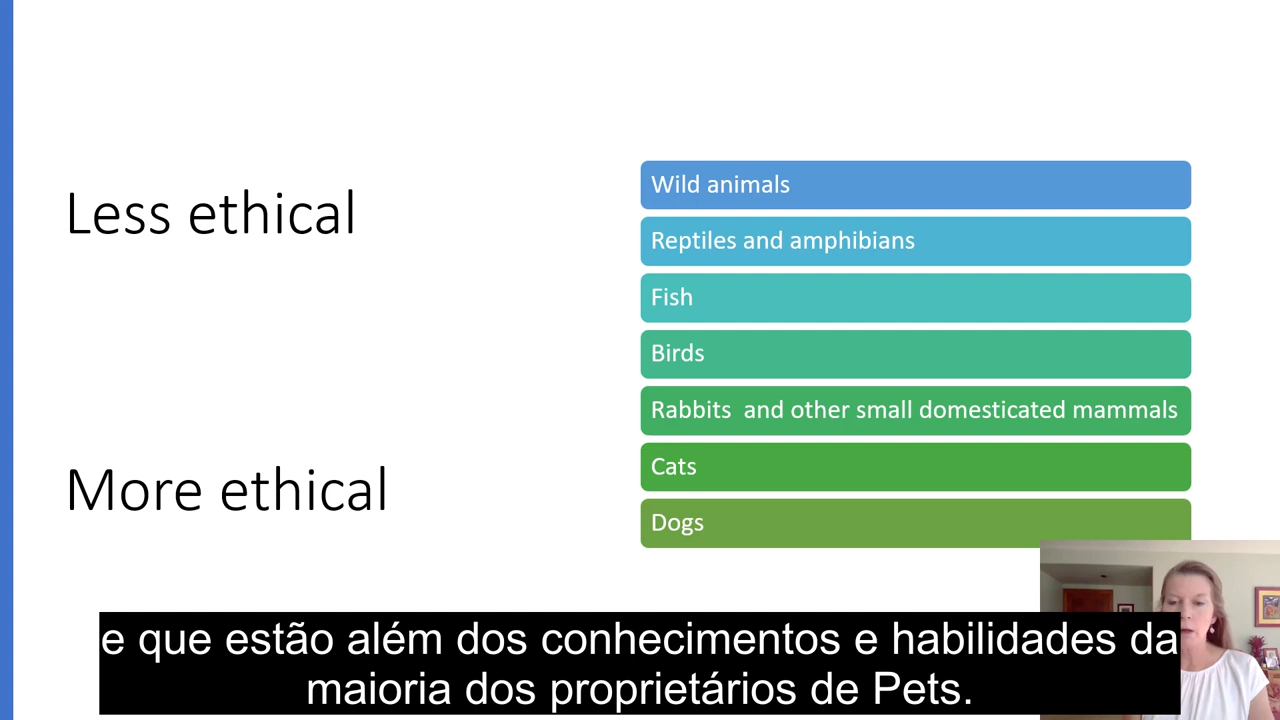 Less ethical
More ethical
Wild animals
Reptiles and amphibians
Fish
Birds
Rabbits  and other small domesticated mammals
Cats
Dogs
e que estão além dos conhecimentos e habilidades da
maioria dos proprietários de Pets.